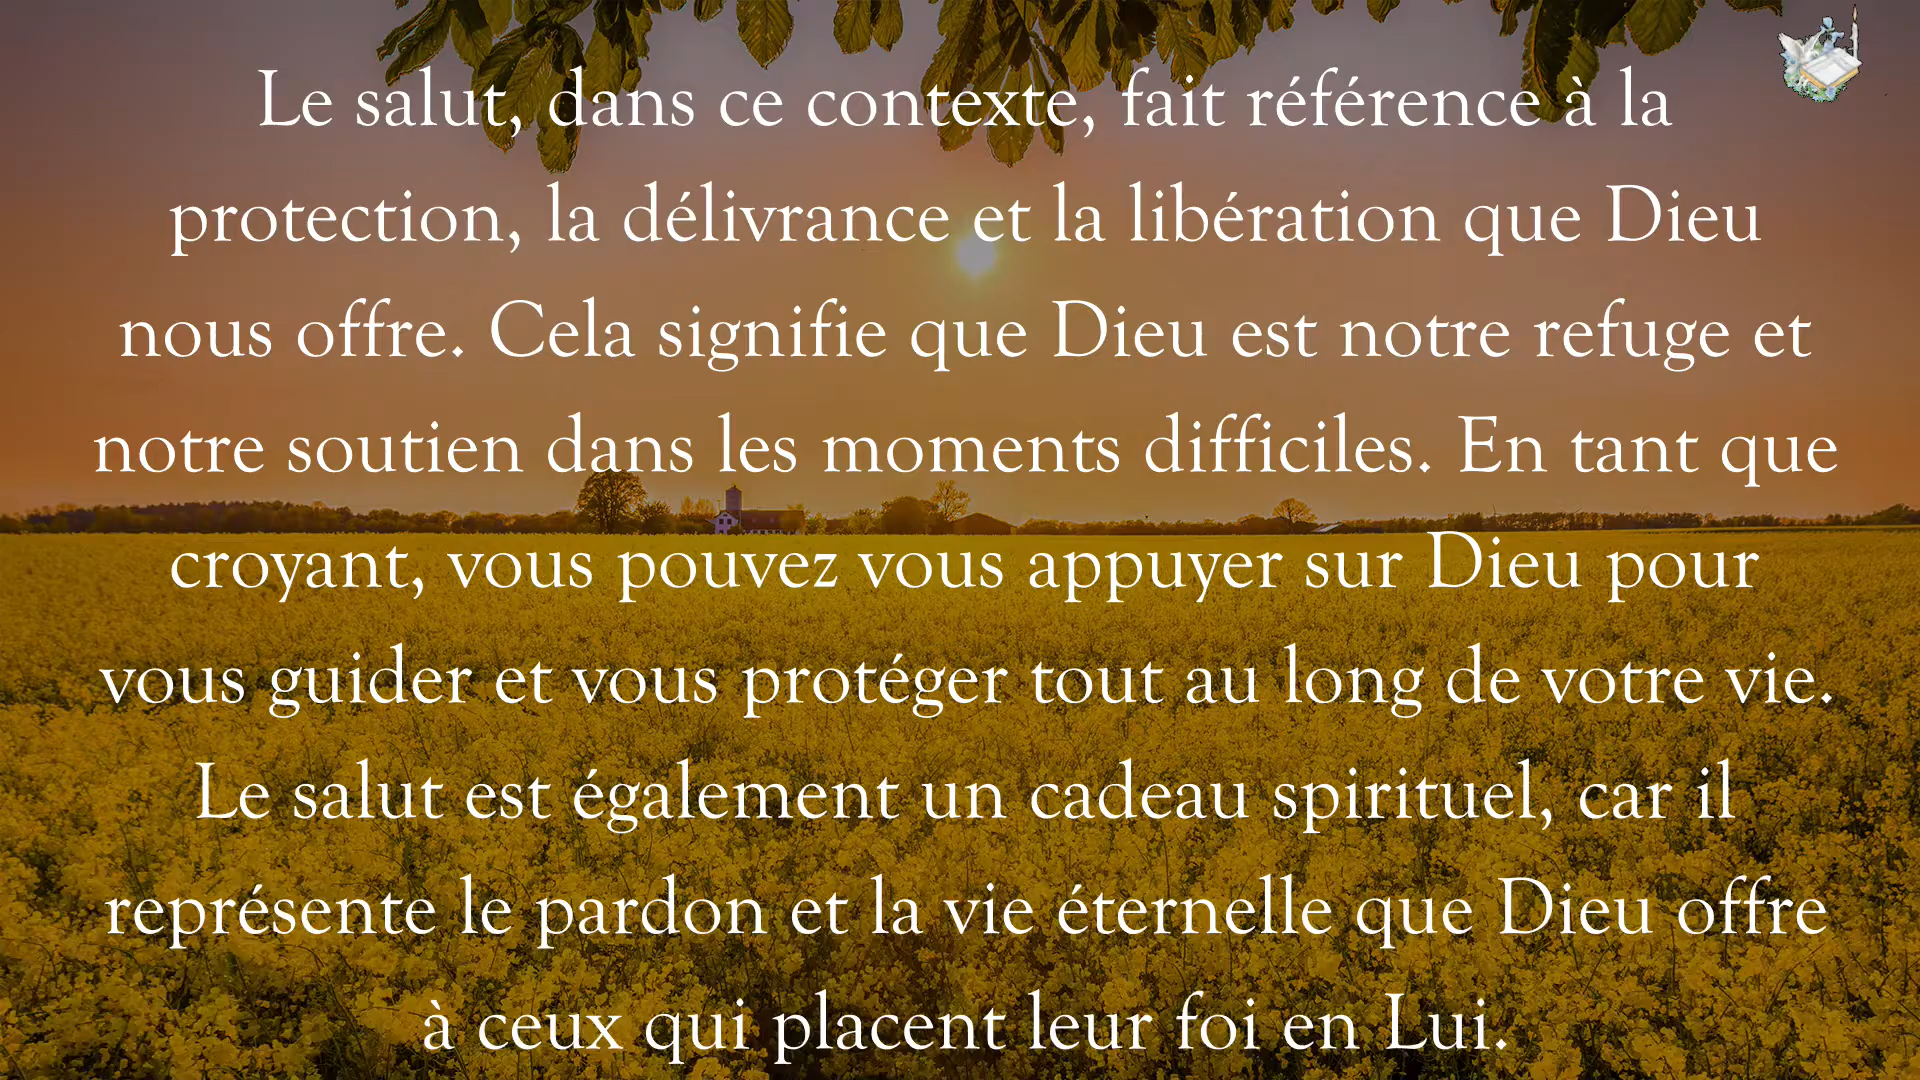 Le salut, dans ce contexte, fait référence à la
protection, la délivrance et la libération que Dieu
nous offre. Cela signifie que Dieu est notre refuge et
notre soutien dans les moments difficiles. En tant que
croyant, vous pouvez vous appuyer sur Dieu pour
vous guider et vous protéger tout au long de votre vie.
Le salut est également un cadeau spirituel, car il
représente le pardon et la vie éternelle que Dieu offre
à ceux qui placent leur foi en Lui.